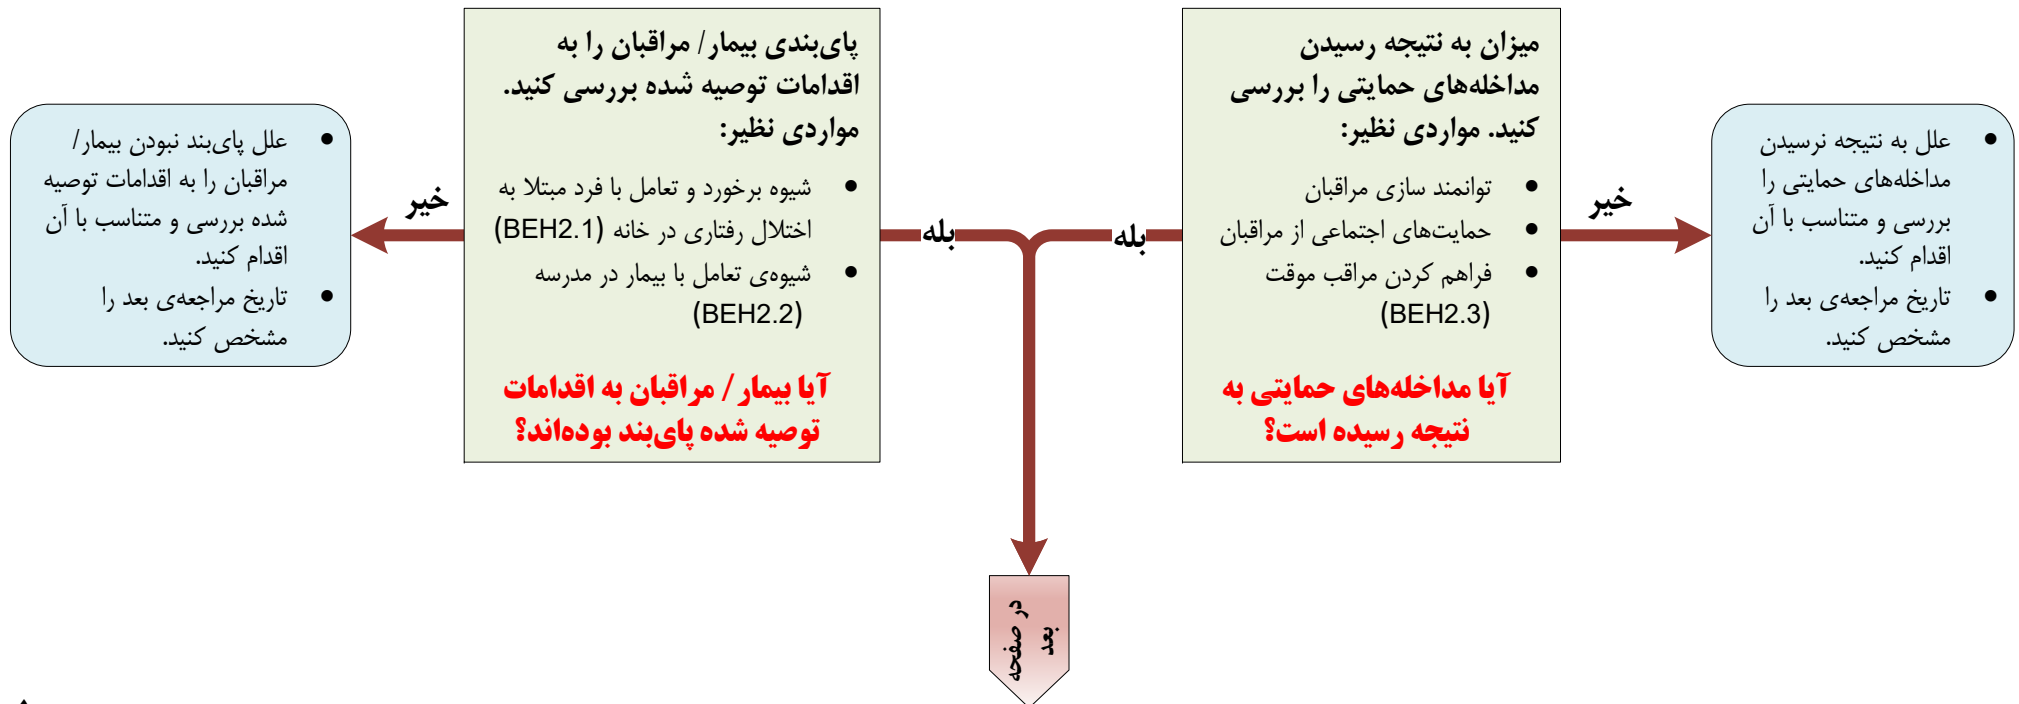 میزان به نتیجه رسیدن
مداخله‌های حمایتی را بررسی
کنید. مواردی نظیر:
• توانمند سازی مراقبان
• حمایت‌های اجتماعی از مراقبان
• فراهم کردن مراقب موقت
(BEH2.3)
آیا مداخله‌های حمایتی به
نتیجه رسیده است؟
خیر
• علل به نتیجه نرسیدن
مداخله‌های حمایتی را
بررسی و متناسب با آن
اقدام کنید.
• تاریخ مراجعه‌ی بعد را
مشخص کنید.
بله
پای‌بندی بیمار/ مراقبان را به
اقدامات توصیه شده بررسی کنید.
مواردی نظیر:
• شیوه برخورد و تعامل با فرد مبتلا به
اختلال رفتاری در خانه (BEH2.1)
• شیوه‌ی تعامل با بیمار در مدرسه
(BEH2.2)
آیا بیمار / مراقبان به اقدامات
توصیه شده پای‌بند بوده‌اند؟
بله
خیر
• علل پای‌بند نبودن بیمار/
مراقبان را به اقدامات توصیه
شده بررسی و متناسب با آن
اقدام کنید.
• تاریخ مراجعه‌ی بعد را
مشخص کنید.
در صفحه
بعد